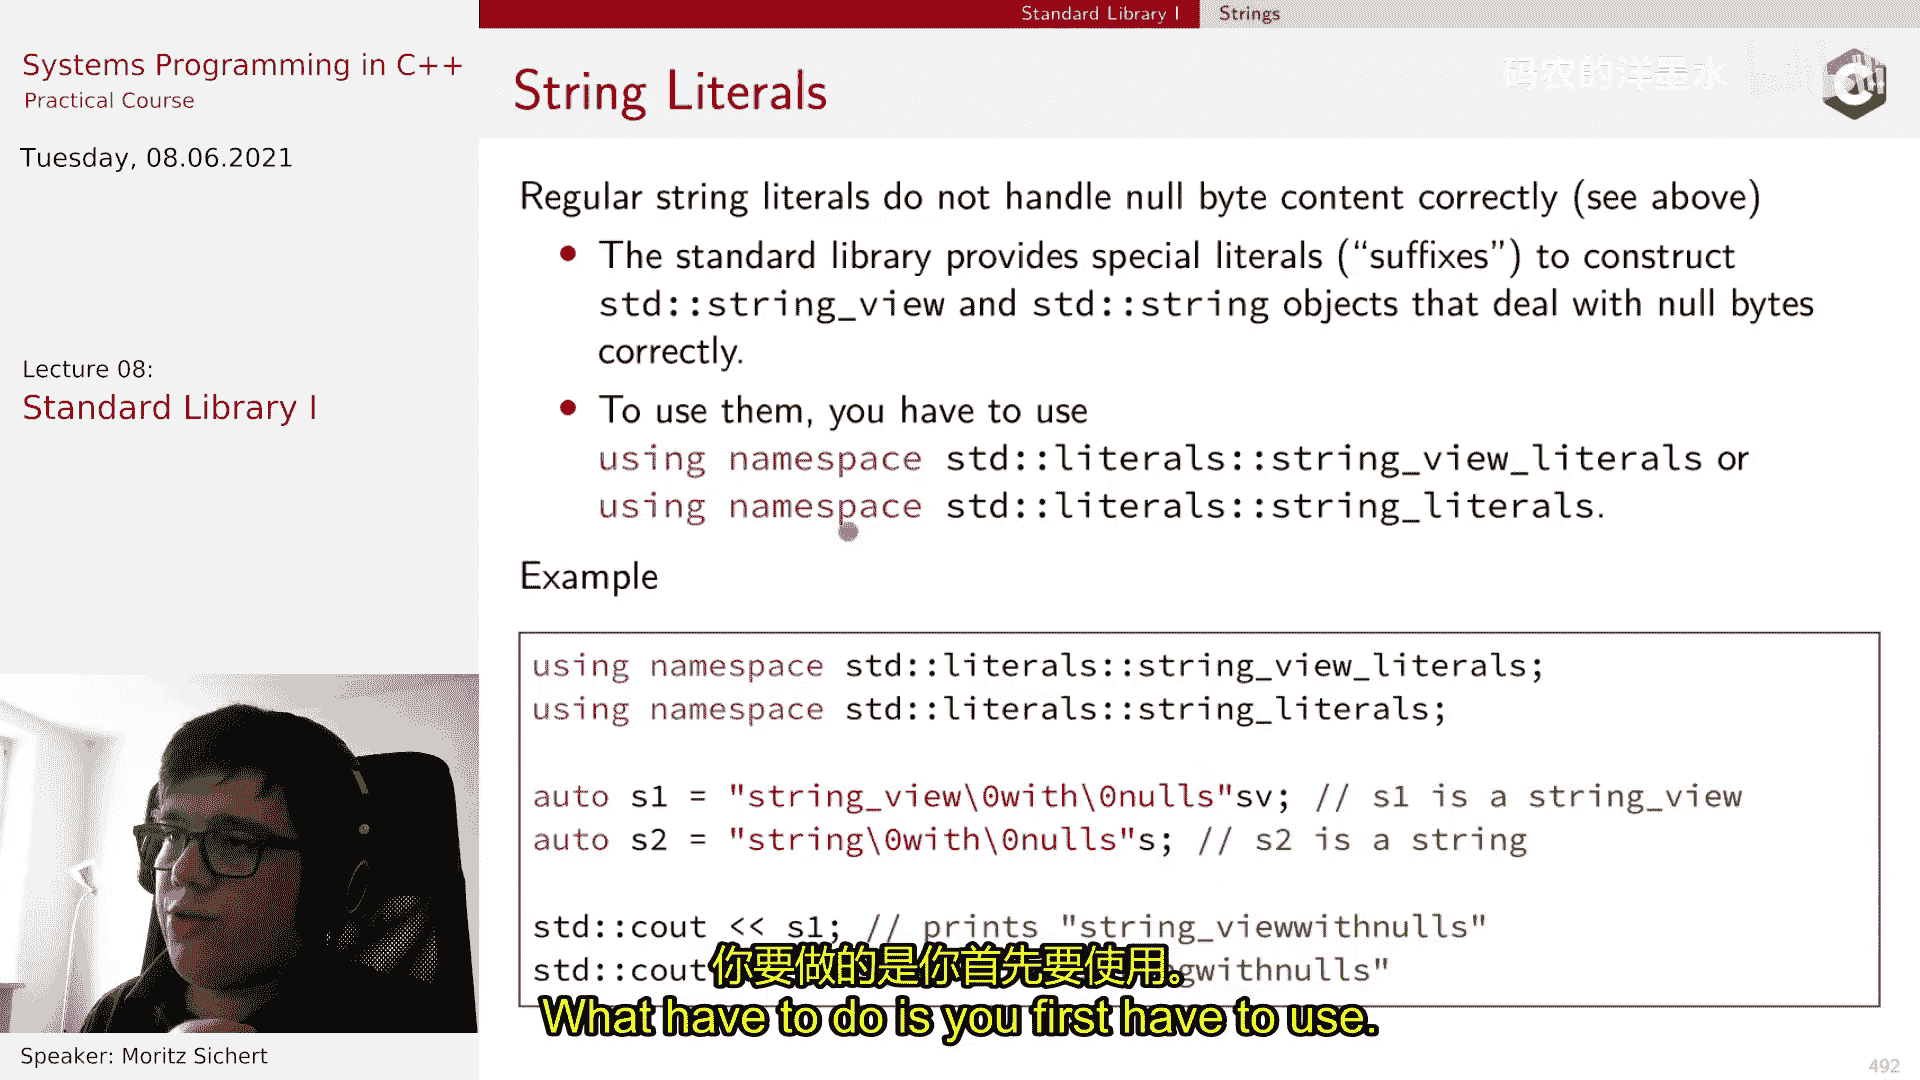 Standard Library I
Strings
Systems Programming in C++
Practical Course
Tuesday, 08.06.2021
Lecture 08:
Standard Library I
String Literals
码农的洋墨水
Regular string literals do not handle null byte content correctly (see above)
• The standard library provides special literals (“suffixes”) to construct
std::string_view and std::string objects that deal with null bytes
correctly.
• To use them, you have to use
using namespace std::literals::string_view_literals or
using namespace std::literals::string_literals.
Example
using namespace std::literals::string_view_literals;
using namespace std::literals::string_literals;
auto s1 = "string_view\0with\0nulls"sv; // s1 is a string_view
auto s2 = "string\0with\0nulls"s; // s2 is a string
std::cout << s1; // prints "string_viewwithnulls"
std::cout gwithnulls"
你要做的是你首先要使用。
What have to do is you first have to use.
Speaker: Moritz Sichert
492